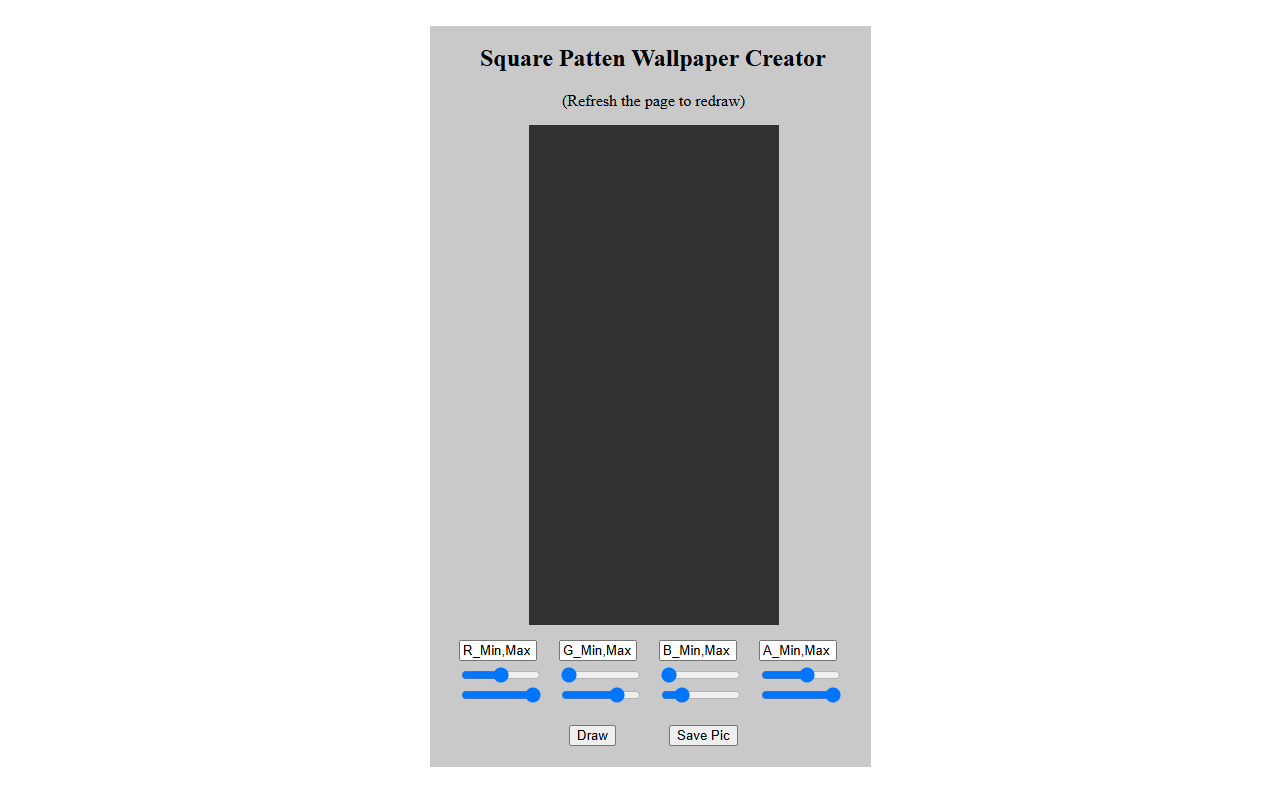 Square Patten Wallpaper Creator
(Refresh the page to redraw)
R_Min,Max G_Min,Max B_Min,Max A_Min,Max
Draw Save Pic